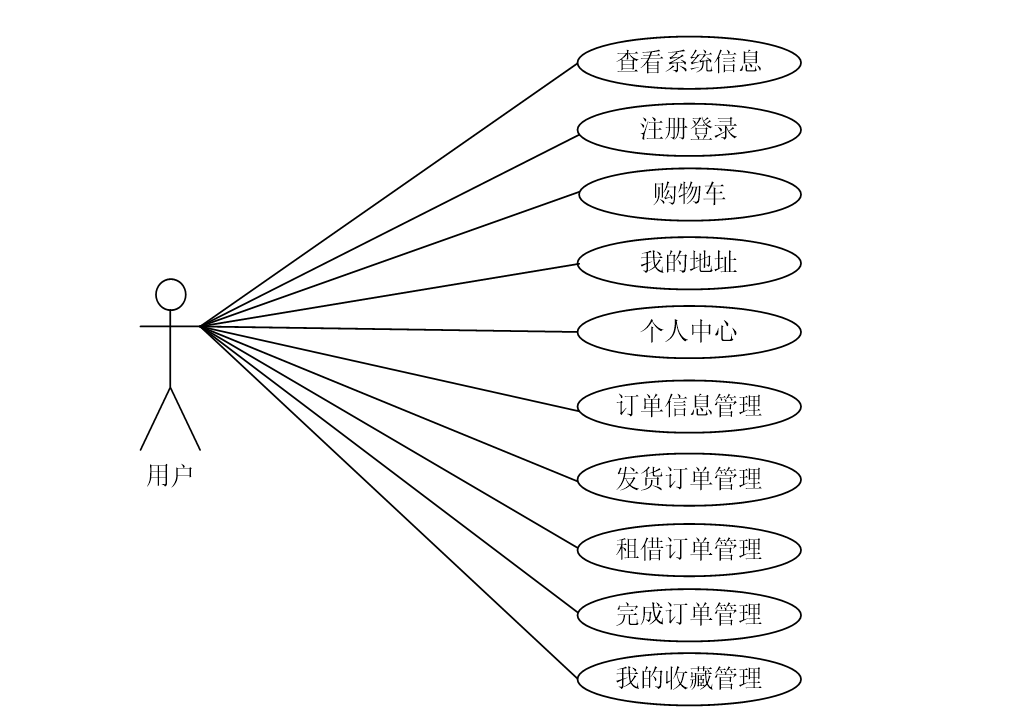 查看系统信息
注册登录
购物车
我的地址
个人中心
订单信息管理
用户
发货订单管理
租借订单管理
完成订单管理
我的收藏管理